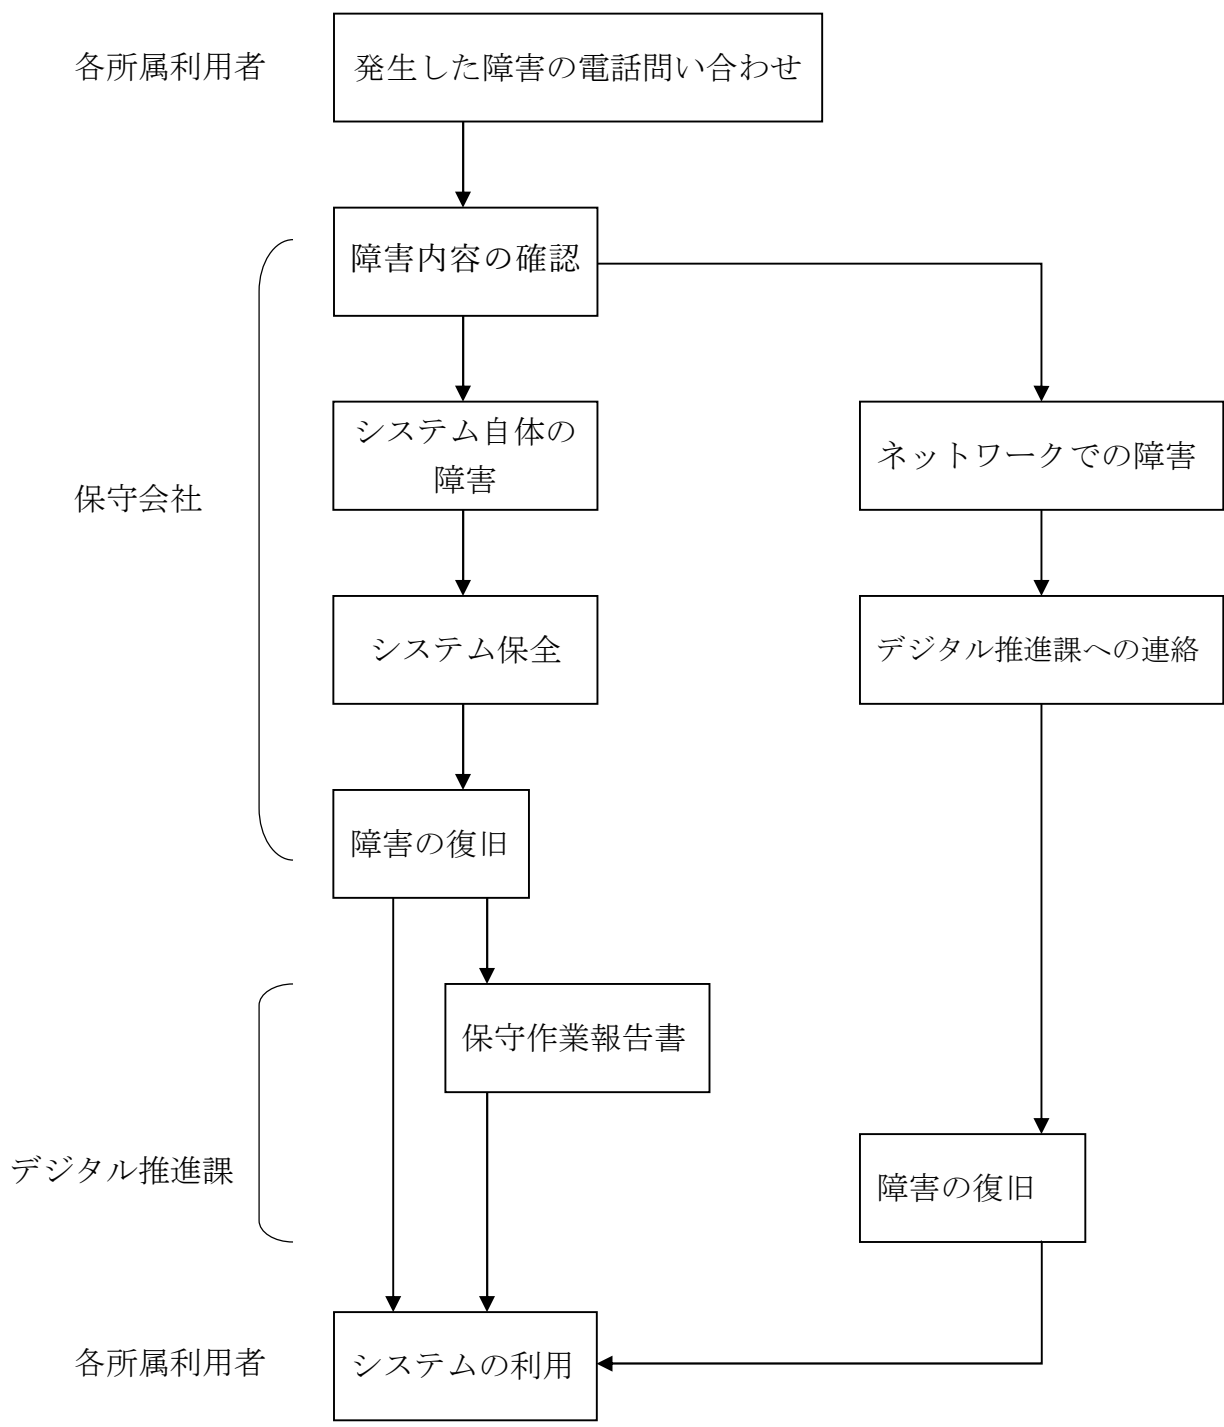 各所属利用者
発生した障害の電話問い合わせ
障害内容の確認
システム自体の
障害
ネットワークでの障害
保守会社
システム保全
デジタル推進課への連絡
障害の復旧
保守作業報告書
デジタル推進課
障害の復旧
各所属利用者
システムの利用